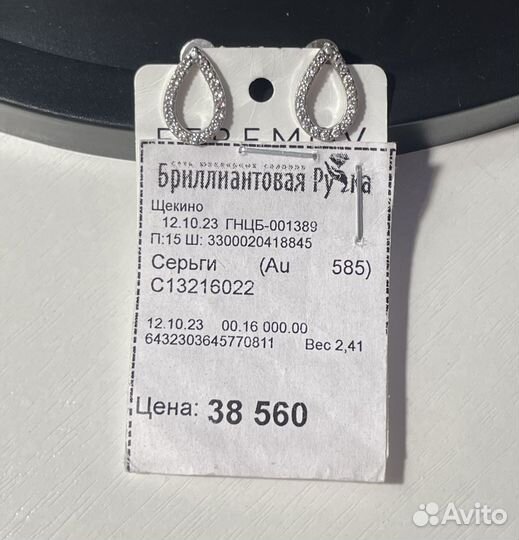 Бриллиантовая
Щекино
12.10.23 ГНЦБ-001389
П:15 Ш: 3300020418845
Серьги (Au 585)
С13216022
12.10.23 00.16 000.00
6432303645770811 Вес 2,41
Цена: 38 560
Avito